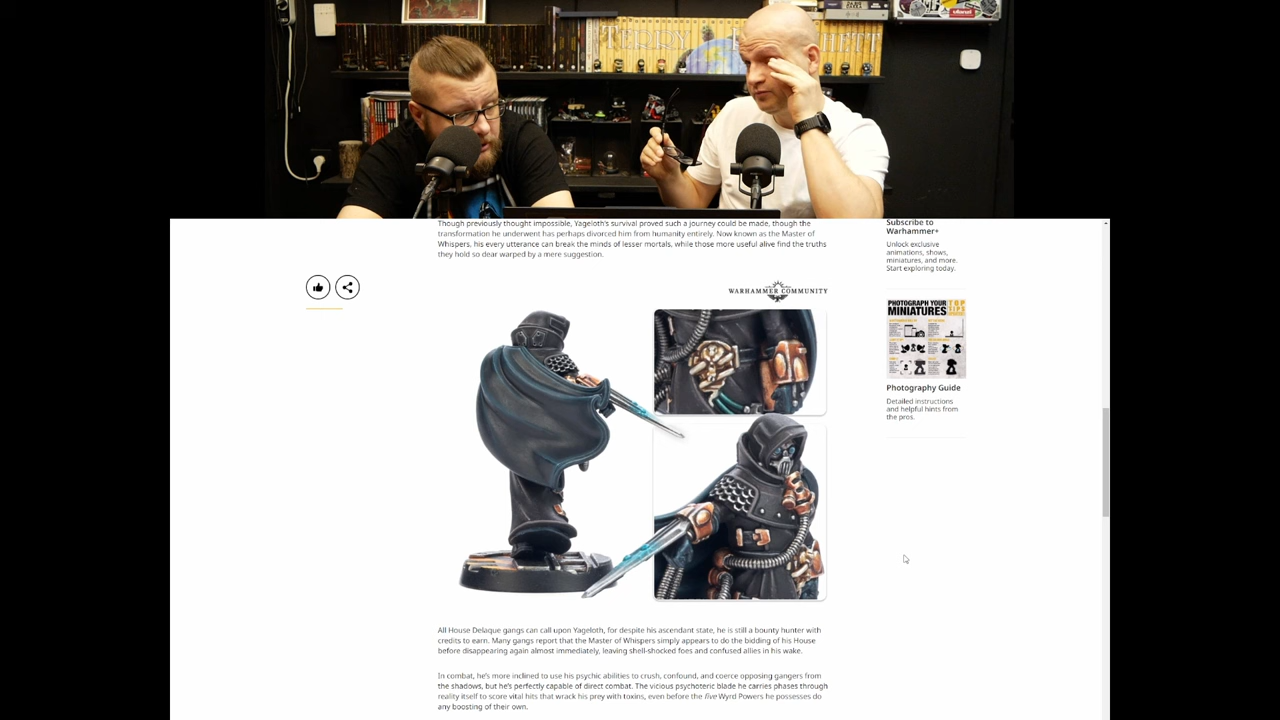 TERRY
Though previously thought impossible, Yageloth's survival proved such a journey could be made, though the
transformation he underwent has perhaps divorced him from humanity entirely. Now known as the Master of
Whispers, his every utterance can break the minds of lesser mortals, while those more useful alive find the truths
they hold so dear warped by a mere suggestion.
Subscribe to
Warhammer+
Unlock exclusive
animations, shows,
miniatures, and more.
Start exploring today.
WARHAMMER COMMUNITY
PHOTOGRAPH YOUR
MINIATURES
TOP
TIPS
Photography Guide
Detailed instructions
and helpful hints from
the pros.
All House Delaque gangs can call upon Yageloth, for despite his ascendant state, he is still a bounty hunter with
credits to earn. Many gangs report that the Master of Whispers simply appears to do the bidding of his House
before disappearing again almost immediately, leaving shell-shocked foes and confused allies in his wake.
In combat, he's more inclined to use his psychic abilities to crush, confound, and coerce opposing gangers from
the shadows, but he's perfectly capable of direct combat. The vicious psychoteric blade he carries phases through
reality itself to score vital hits that wrack his prey with toxins, even before the five Wyrd Powers he possesses do
any boosting of their own.